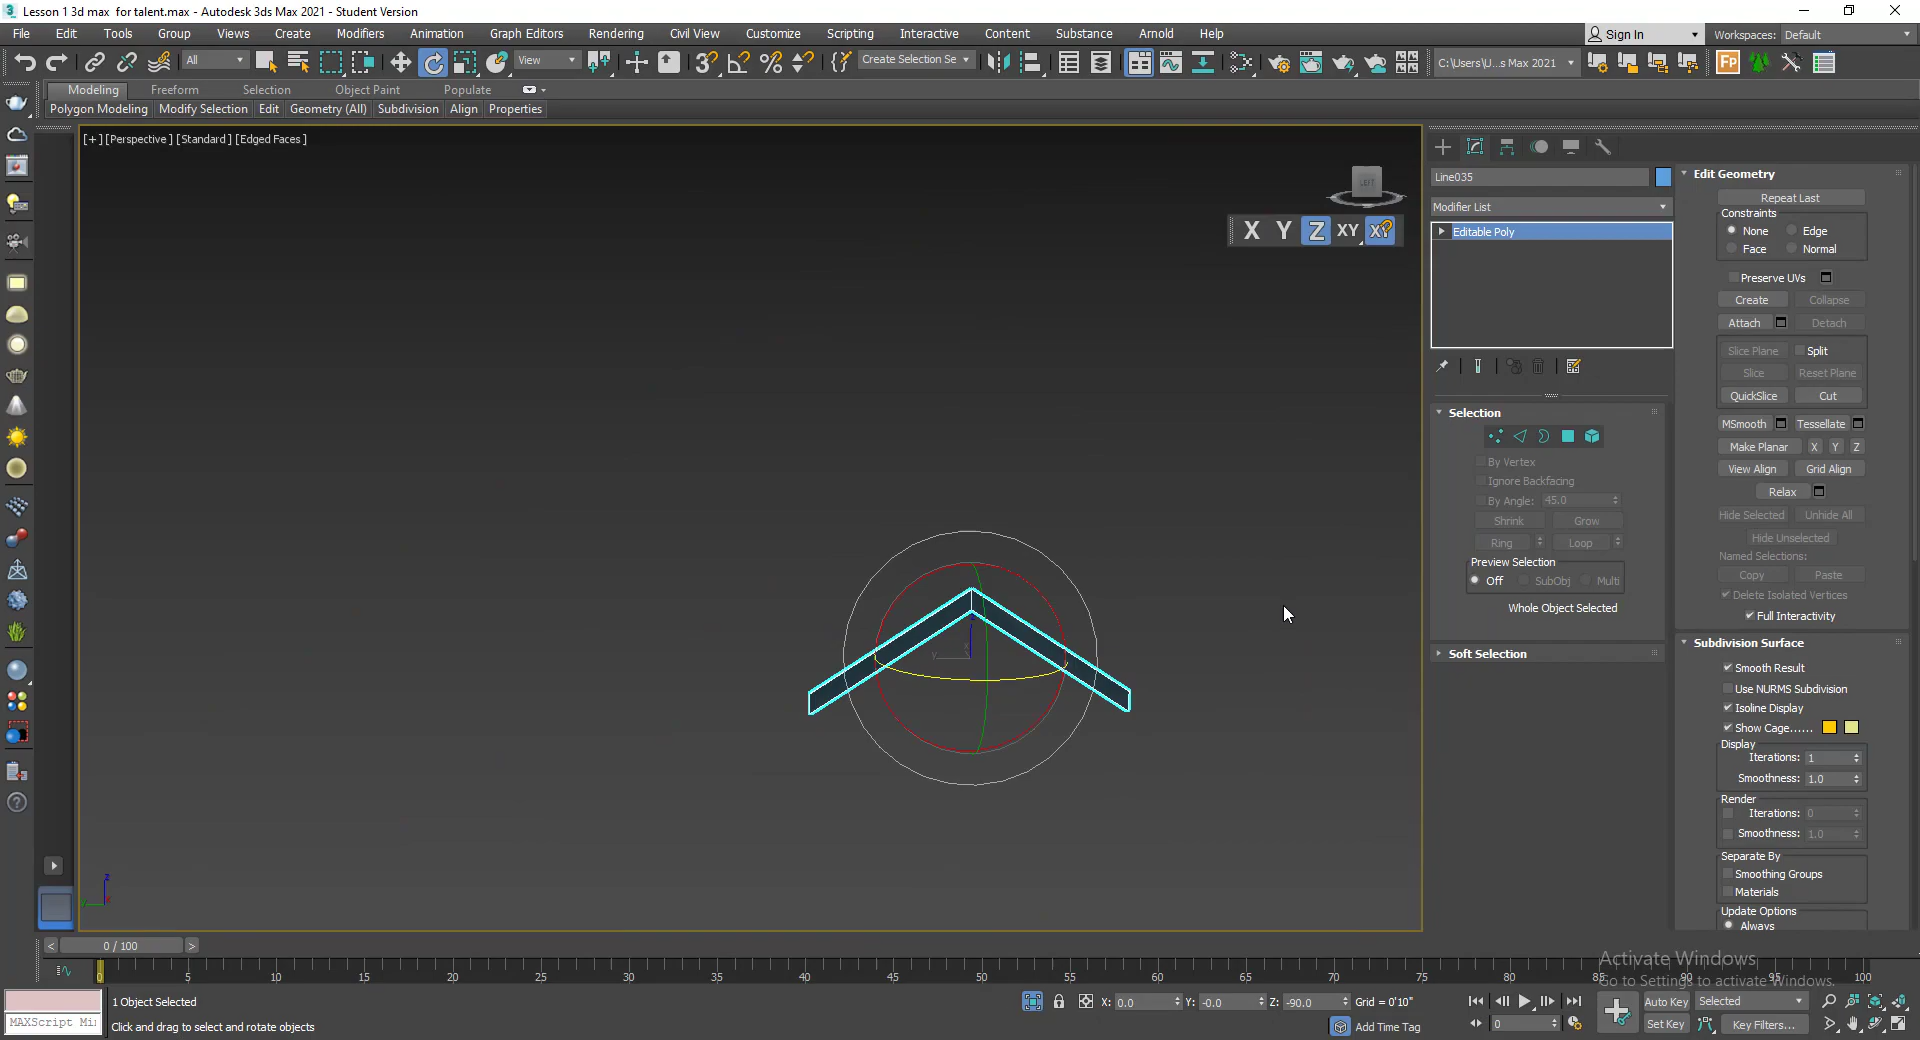 Lesson 1 3d max  for talent.max - Autodesk 3ds Max 2021 - Student Version
File Edit Tools Group Views Create Modifiers Animation Graph Editors Rendering Civil View Customize Scripting Interactive Content Substance Arnold Help Sign In Workspaces: Default
All View Create Selection Se C:\Users\U...s Max 2021
Modeling Freeform Selection Object Paint Populate
Polygon Modeling Modify Selection Edit Geometry (All) Subdivision Align Properties
[+] [Perspective ] [Standard ] [Edged Faces ]
LEFT
X Y Z XY XY
Line035
Modifier List
Editable Poly
Selection
By Vertex
Ignore Backfacing
By Angle: 45.0
Shrink Grow
Ring Loop
Preview Selection
Off SubObj Multi
Whole Object Selected
Soft Selection
Edit Geometry
Repeat Last
Constraints
None Edge
Face Normal
Preserve UVs
Create Collapse
Attach Detach
Slice Plane Split
Slice Reset Plane
QuickSlice Cut
MSmooth Tessellate
Make Planar X Y Z
View Align Grid Align
Relax
Hide Selected Unhide All
Hide Unselected
Named Selections:
Copy Paste
Delete Isolated Vertices
Full Interactivity
Subdivision Surface
Smooth Result
Use NURMS Subdivision
Isoline Display
Show Cage......
Display
Iterations: 1
Smoothness: 1.0
Render
Iterations: 0
Smoothness: 1.0
Separate By
Smoothing Groups
Materials
Update Options
Always
z
y
x
0 / 100
0 5 10 15 20 25 30 35 40 45 50 55 60 65 70 75 80 85 90 95 100
Activate Windows
Go to Settings to activate Windows.
1 Object Selected
X: 0.0 Y: -0.0 Z: -90.0 Grid = 0'10"
Auto Key Selected
MAXScript Mi
Click and drag to select and rotate objects
Add Time Tag
0
Set Key Key Filters...